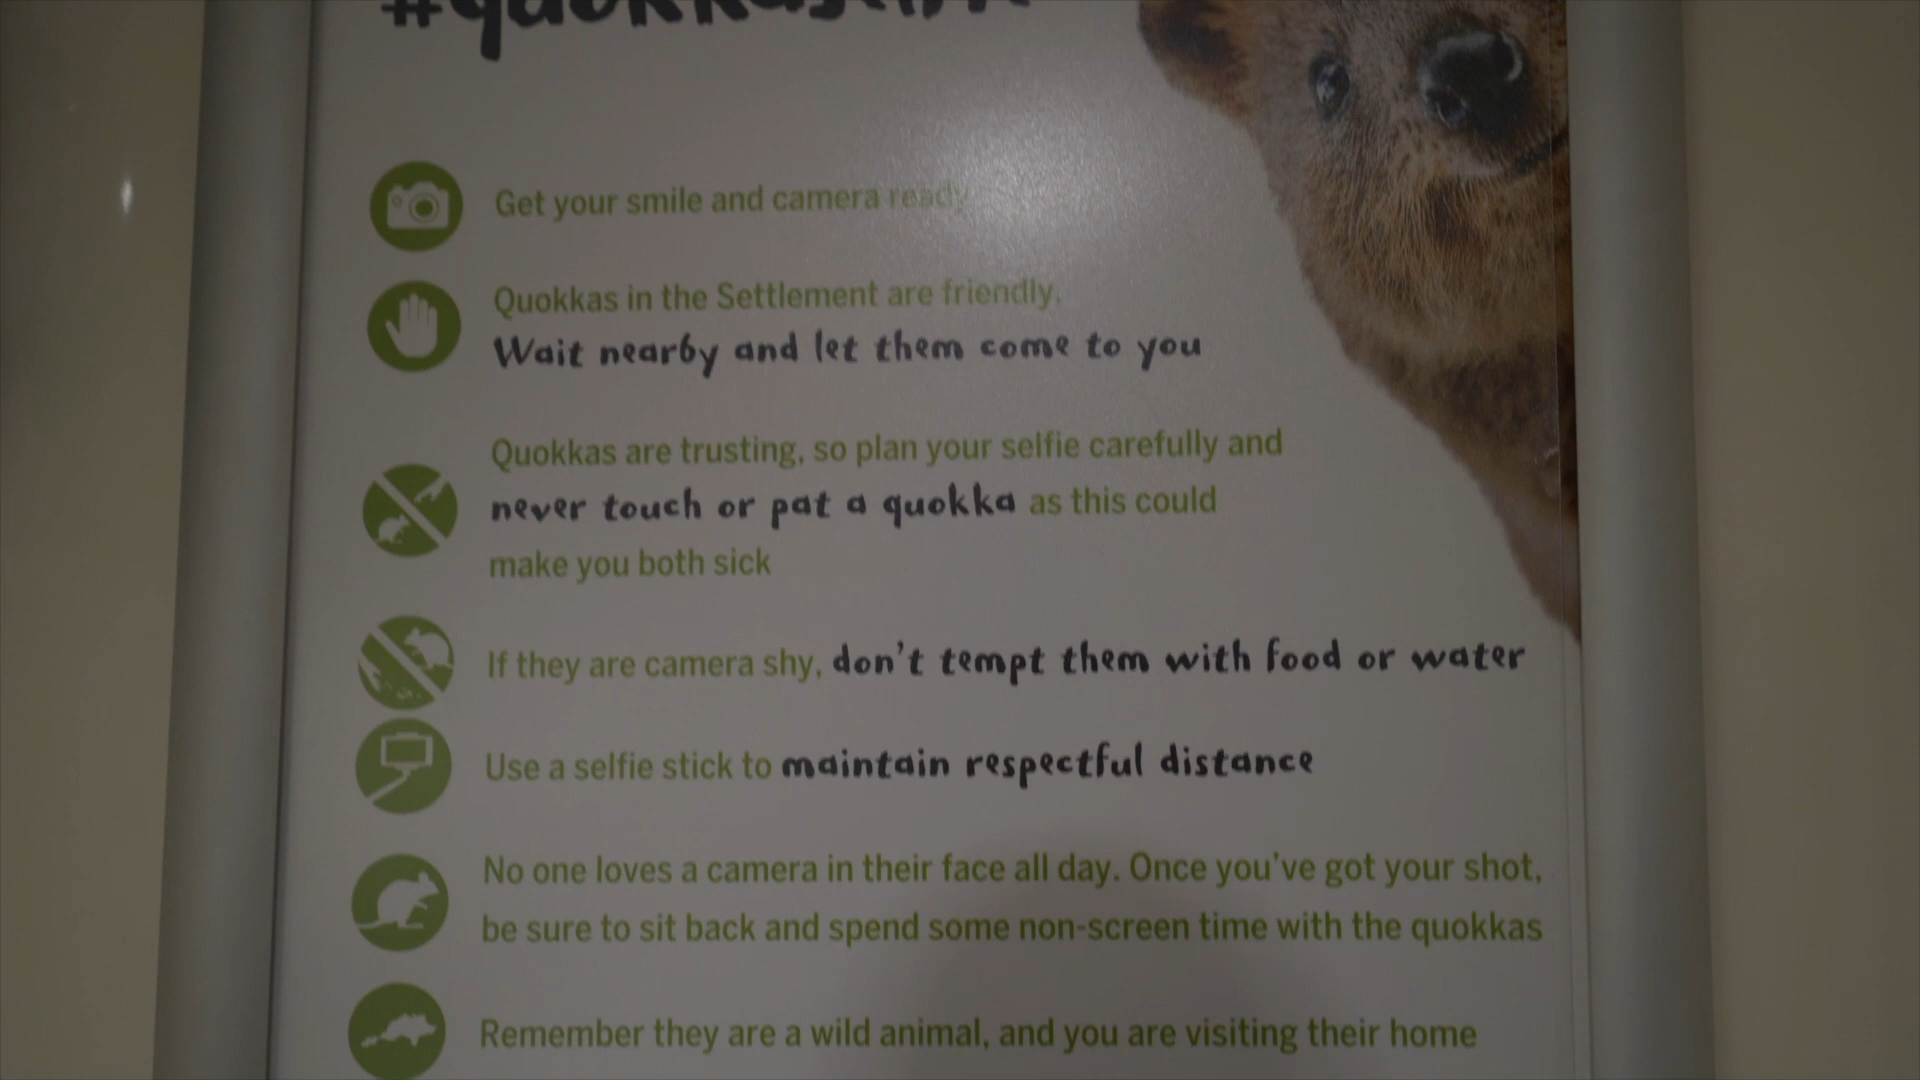 #quokkaselfie
Get your smile and camera ready
Quokkas in the Settlement are friendly.
Wait nearby and let them come to you
Quokkas are trusting, so plan your selfie carefully and
never touch or pat a quokka as this could
make you both sick
If they are camera shy, don't tempt them with food or water
Use a selfie stick to maintain respectful distance
No one loves a camera in their face all day. Once you've got your shot,
be sure to sit back and spend some non-screen time with the quokkas
Remember they are a wild animal, and you are visiting their home